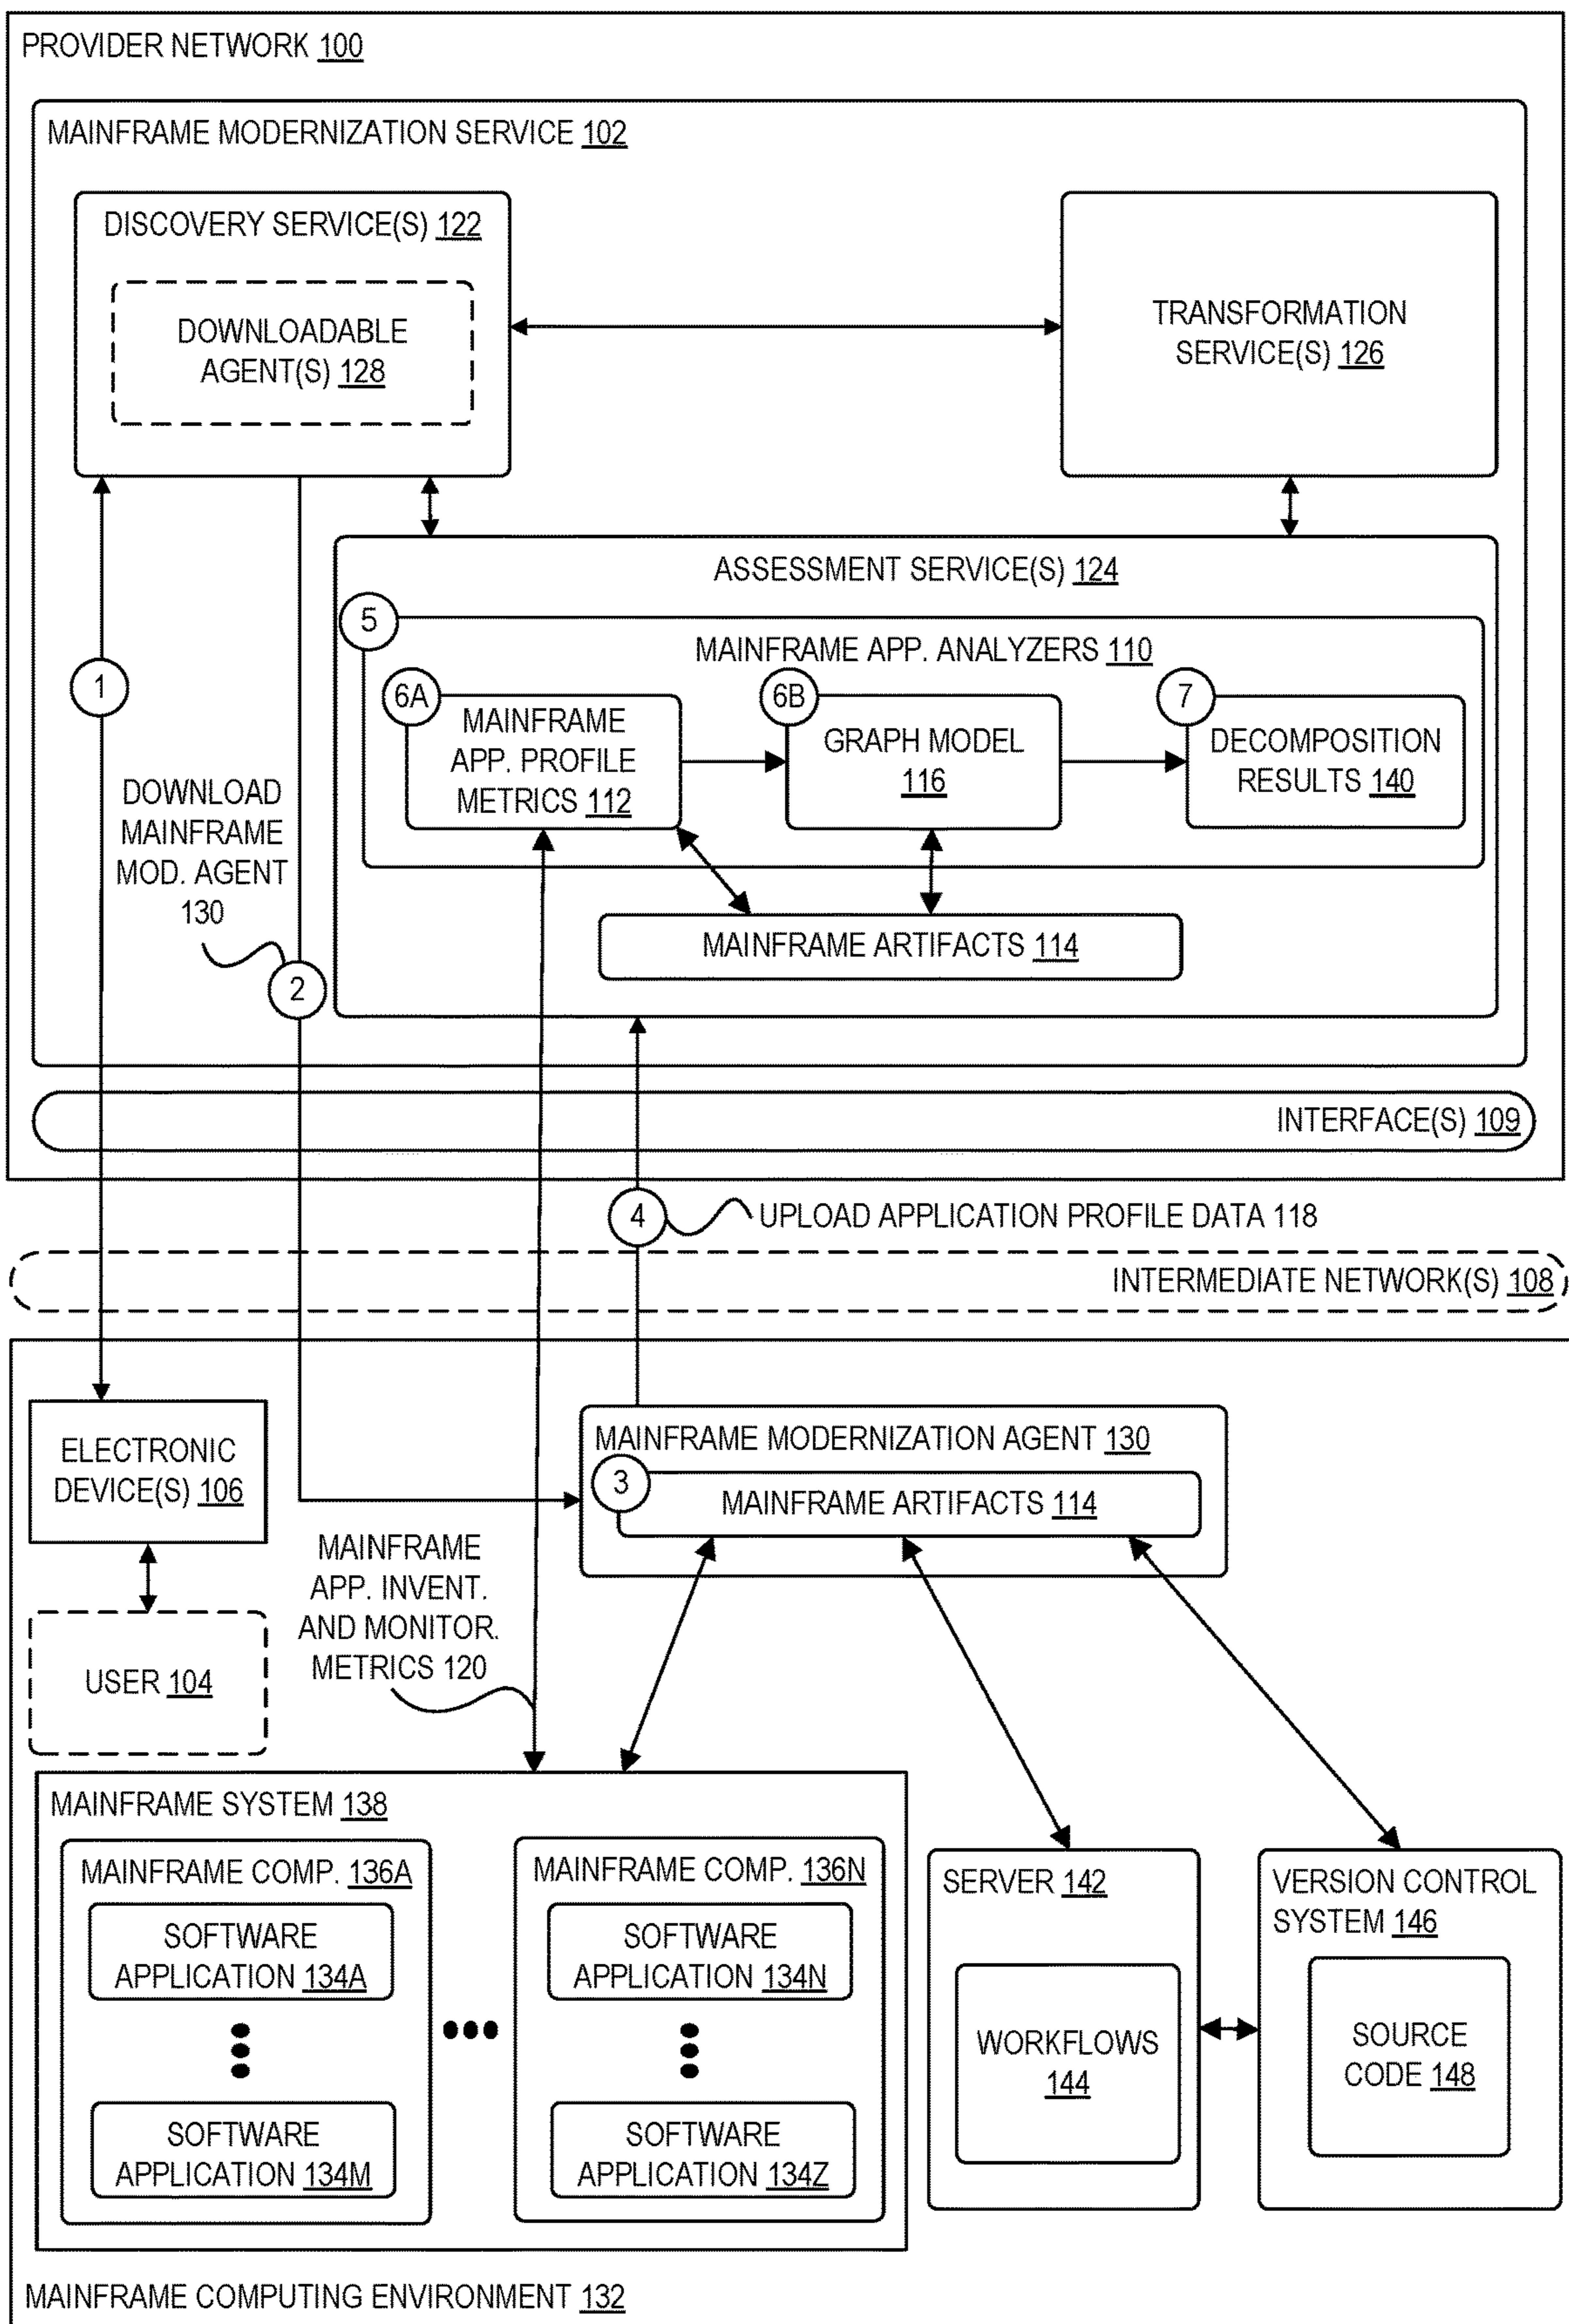 PROVIDER NETWORK 100
MAINFRAME MODERNIZATION SERVICE 102
DISCOVERY SERVICE(S) 122
DOWNLOADABLE
AGENT(S) 128
TRANSFORMATION
SERVICE(S) 126
ASSESSMENT SERVICE(S) 124
5
MAINFRAME APP. ANALYZERS 110
1
6A
MAINFRAME
APP. PROFILE
METRICS 112
6B
GRAPH MODEL
116
7
DECOMPOSITION
RESULTS 140
DOWNLOAD
MAINFRAME
MOD. AGENT
130
2
MAINFRAME ARTIFACTS 114
INTERFACE(S) 109
4
UPLOAD APPLICATION PROFILE DATA 118
INTERMEDIATE NETWORK(S) 108
ELECTRONIC
DEVICE(S) 106
MAINFRAME MODERNIZATION AGENT 130
3
MAINFRAME ARTIFACTS 114
MAINFRAME
APP. INVENT.
AND MONITOR.
METRICS 120
USER 104
MAINFRAME SYSTEM 138
MAINFRAME COMP. 136A
SOFTWARE
APPLICATION 134A
SOFTWARE
APPLICATION 134M
MAINFRAME COMP. 136N
SOFTWARE
APPLICATION 134N
SOFTWARE
APPLICATION 134Z
SERVER 142
WORKFLOWS
144
VERSION CONTROL
SYSTEM 146
SOURCE
CODE 148
MAINFRAME COMPUTING ENVIRONMENT 132